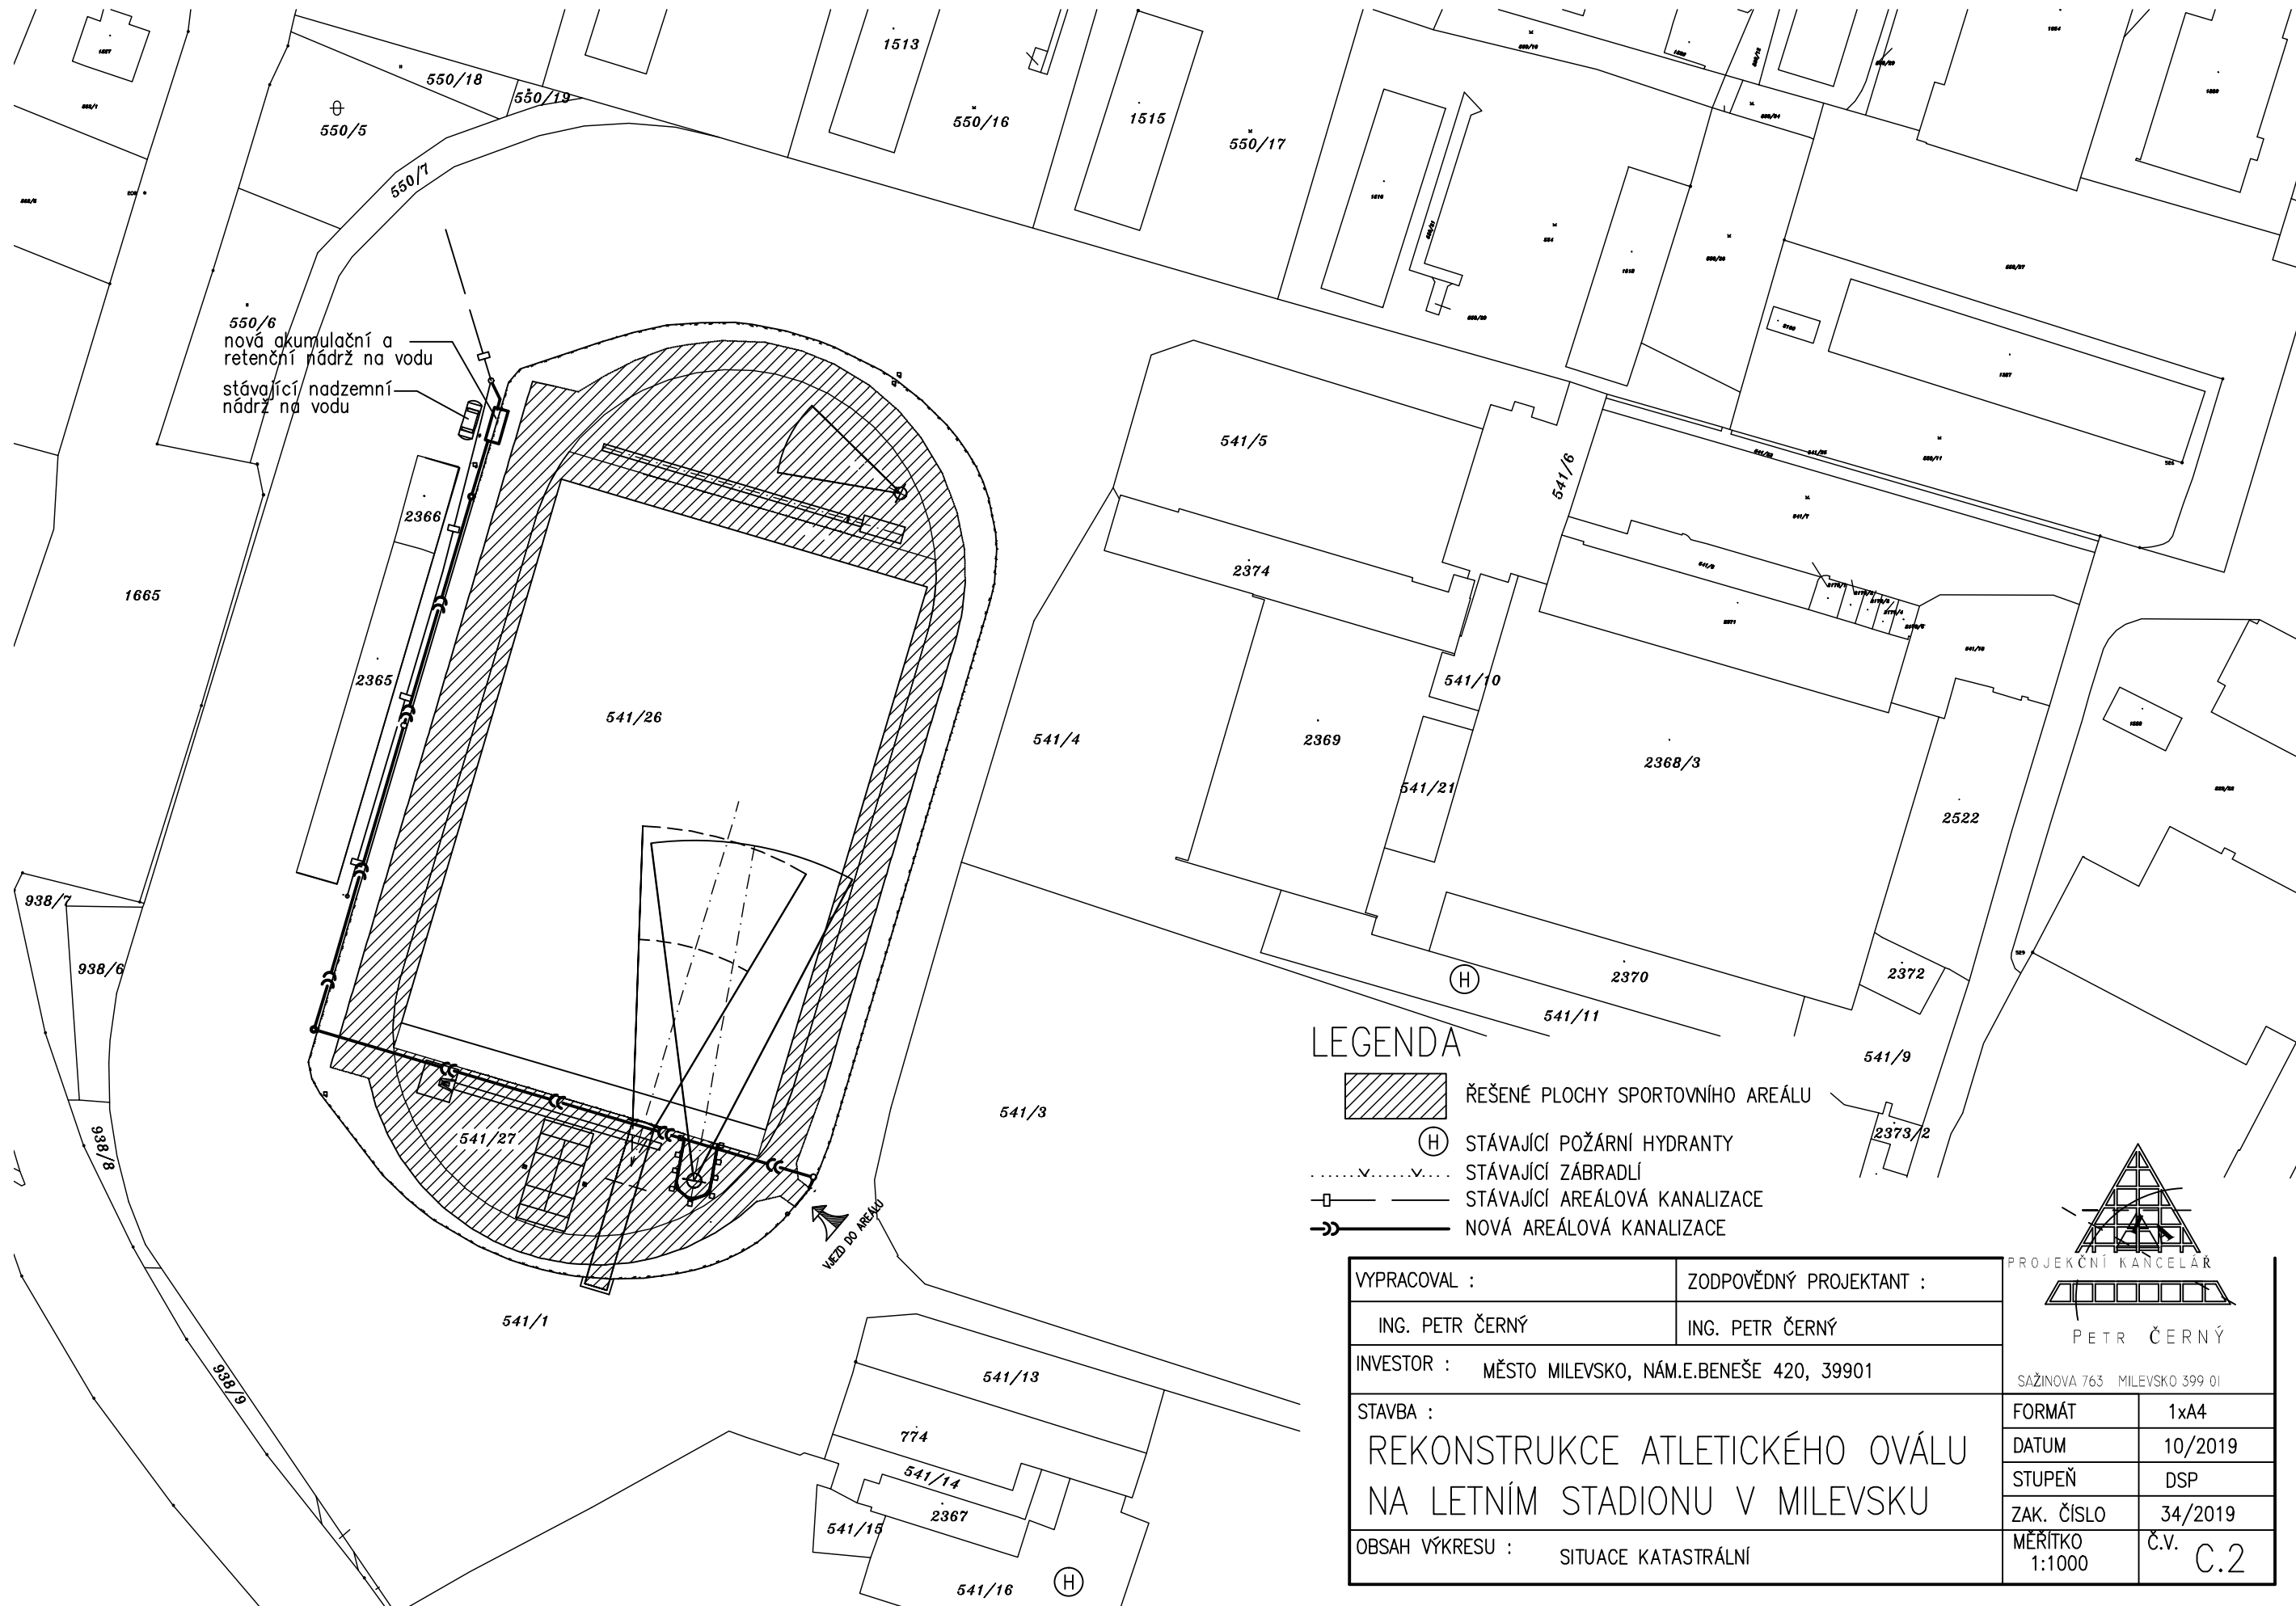 1513
550/18
550/19
550/5
550/16
1515
550/17
550/7
550/6
nová akumulační a
retenční nádrž na vodu
stávající nadzemní
nádrž na vodu
541/5
541/6
2366
2374
1665
2365
541/10
541/26
541/4
2369
2368/3
541/21
2522
938/7
938/6
2372
H
2370
541/11
541/9
541/3
2373/2
541/27
938/8
VJEZD DO AREÁLU
541/1
938/9
541/13
774
541/14
2367
541/15
541/16
H
LEGENDA
ŘEŠENÉ PLOCHY SPORTOVNÍHO AREÁLU
H STÁVAJÍCÍ POŽÁRNÍ HYDRANTY
STÁVAJÍCÍ ZÁBRADLÍ
STÁVAJÍCÍ AREÁLOVÁ KANALIZACE
NOVÁ AREÁLOVÁ KANALIZACE
PROJEKČNÍ KANCELÁŘ
PETR ČERNÝ
SAŽINOVA 763 MILEVSKO 399 01
VYPRACOVAL : ZODPOVĚDNÝ PROJEKTANT :
ING. PETR ČERNÝ ING. PETR ČERNÝ
INVESTOR : MĚSTO MILEVSKO, NÁM.E.BENEŠE 420, 39901
STAVBA :
REKONSTRUKCE ATLETICKÉHO OVÁLU
NA LETNÍM STADIONU V MILEVSKU
OBSAH VÝKRESU : SITUACE KATASTRÁLNÍ
FORMÁT 1xA4
DATUM 10/2019
STUPEŇ DSP
ZAK. ČÍSLO 34/2019
MĚŘÍTKO
1:1000
Č.V. C.2